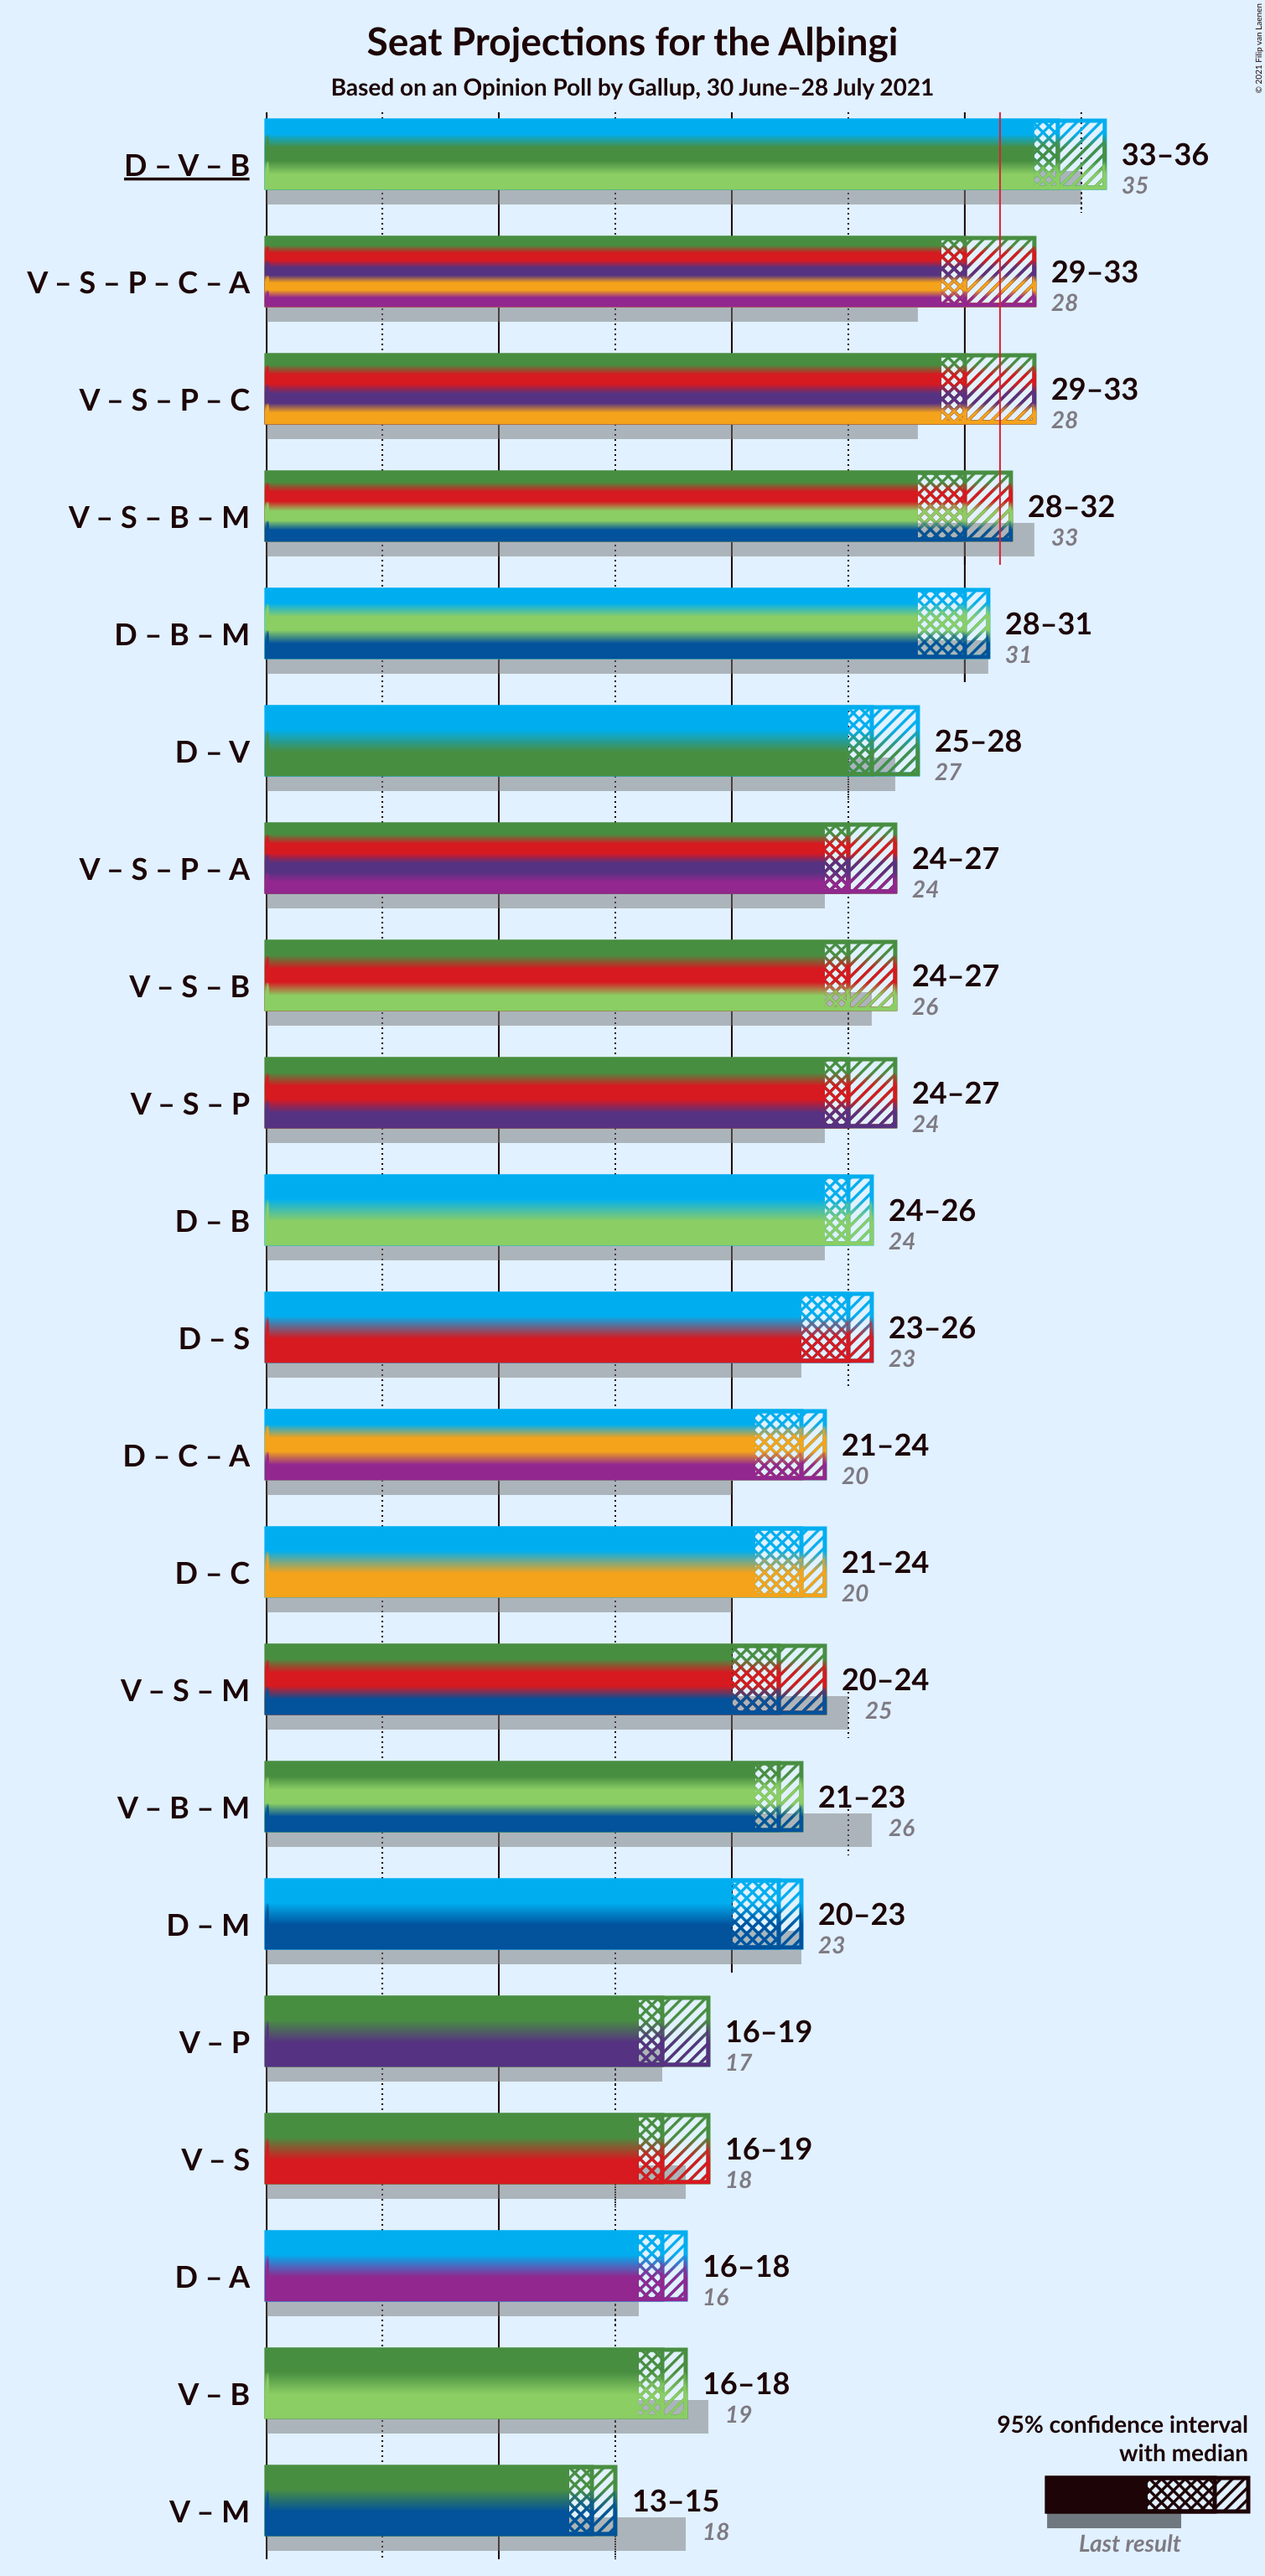 Seat Projections for the Alþingi
Based on an Opinion Poll by Gallup, 30 June–28 July 2021
© 2021 Filip van Laenen
D – V – B
33–36
35
V – S – P – C – A
29–33
28
V – S – P – C
29–33
28
V – S – B – M
28–32
33
D – B – M
28–31
31
D – V
25–28
27
V – S – P – A
24–27
24
V – S – B
24–27
26
V – S – P
24–27
24
D – B
24–26
24
D – S
23–26
23
D – C – A
21–24
20
D – C
21–24
20
V – S – M
20–24
25
V – B – M
21–23
26
D – M
20–23
23
V – P
16–19
17
V – S
16–19
18
D – A
16–18
16
V – B
16–18
19
V – M
13–15
18
95% confidence interval
with median
Last result